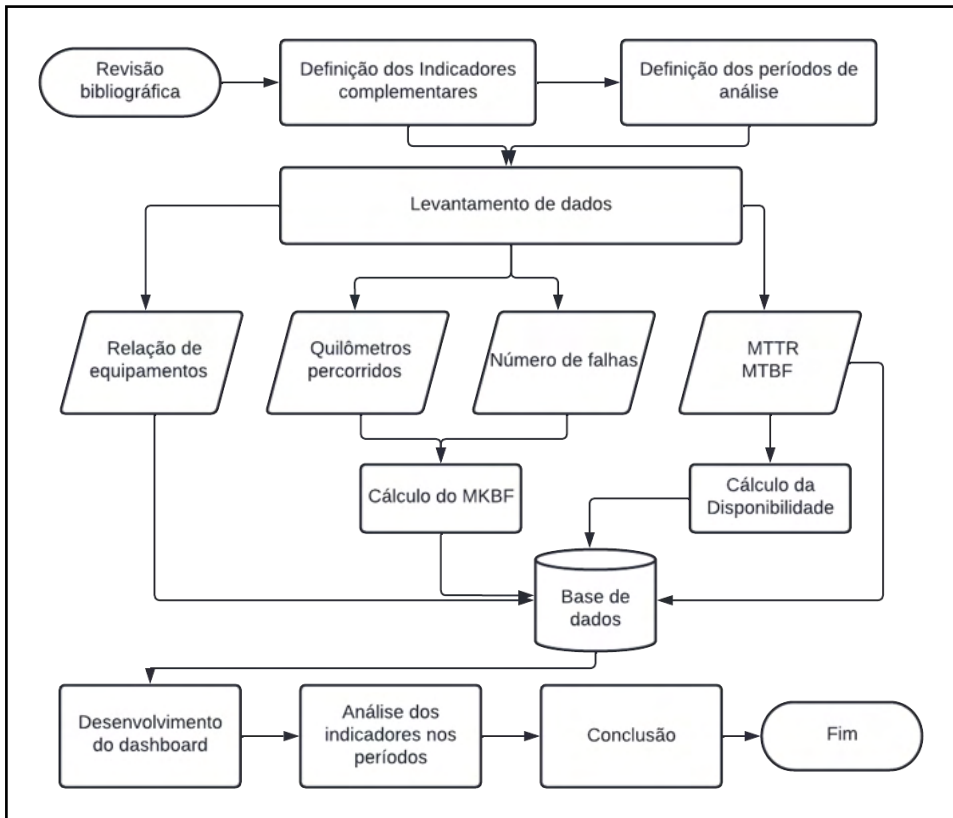 Revisão
bibliográfica
Definição dos Indicadores
complementares
Definição dos períodos de
análise
Levantamento de dados
Relação de
equipamentos
Quilômetros
percorridos
Número de falhas
MTTR
MTBF
Cálculo do MKBF
Cálculo da
Disponibilidade
Base de
dados
Desenvolvimento
do dashboard
Análise dos
indicadores nos
períodos
Conclusão
Fim